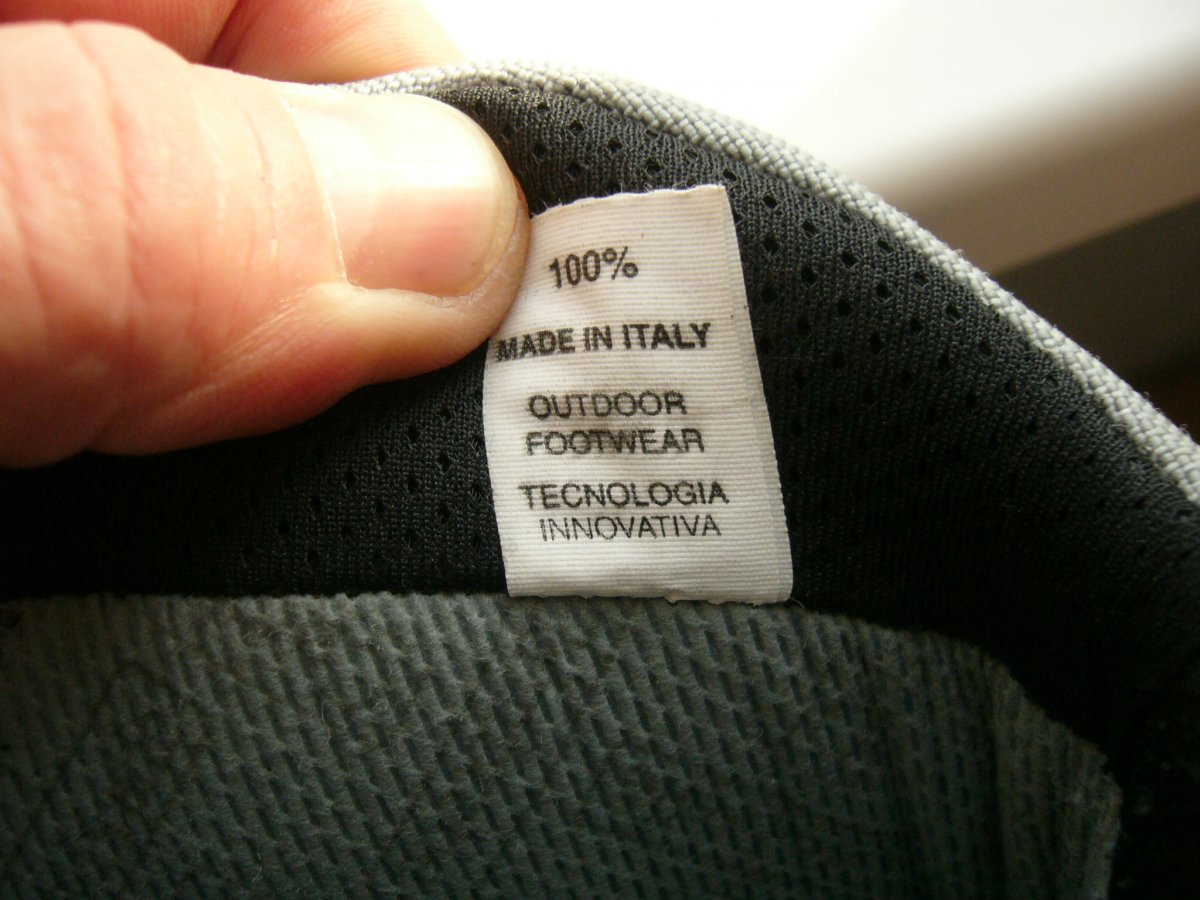 100%
MADE IN ITALY
OUTDOOR
FOOTWEAR
TECNOLOGIA
INNOVATIVA